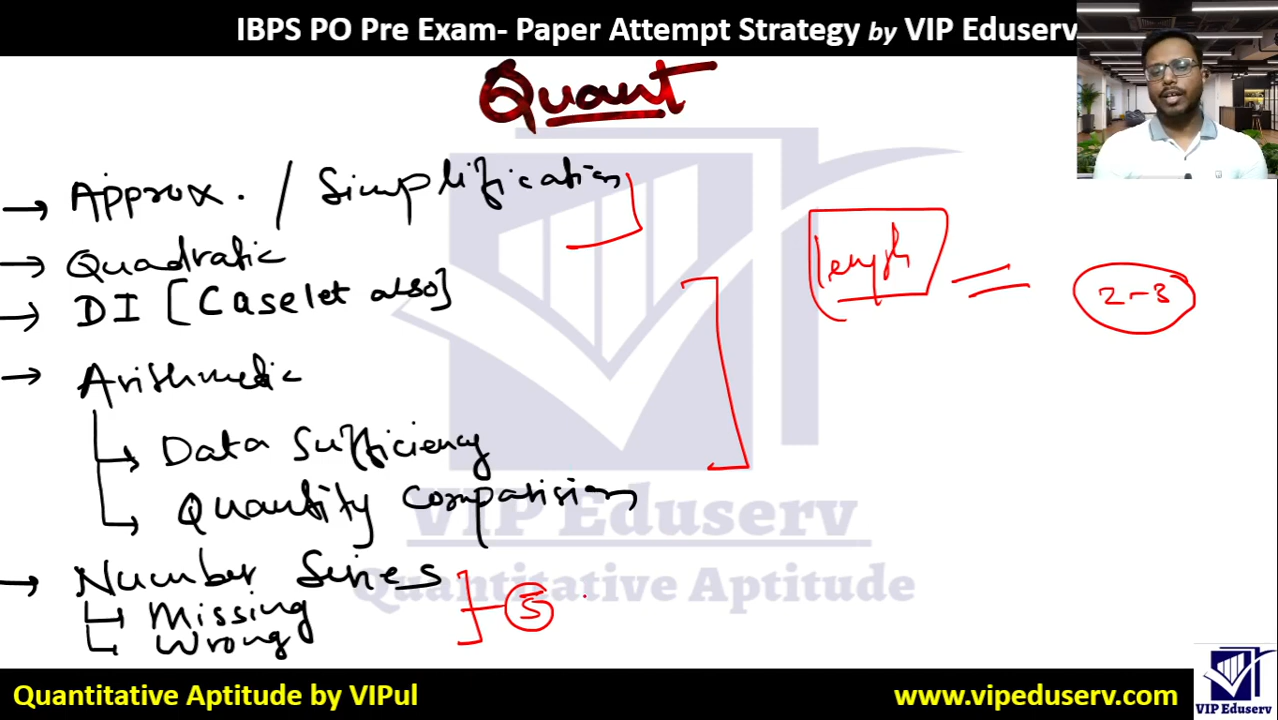 IBPS PO Pre Exam- Paper Attempt Strategy by VIP Eduserv
Quant
→ Approx. / Simplification
→ Quadratic
→ DI [Caselet also]
→ Arithmetic
→ Data Sufficiency
→ Quantity Comparision
→ Number Series
→ Missing
→ Wrong
5
length = 2-3
VIP Eduserv
Quantitative Aptitude
VIP Eduserv
Quantitative Aptitude by VIPul
www.vipeduserv.com